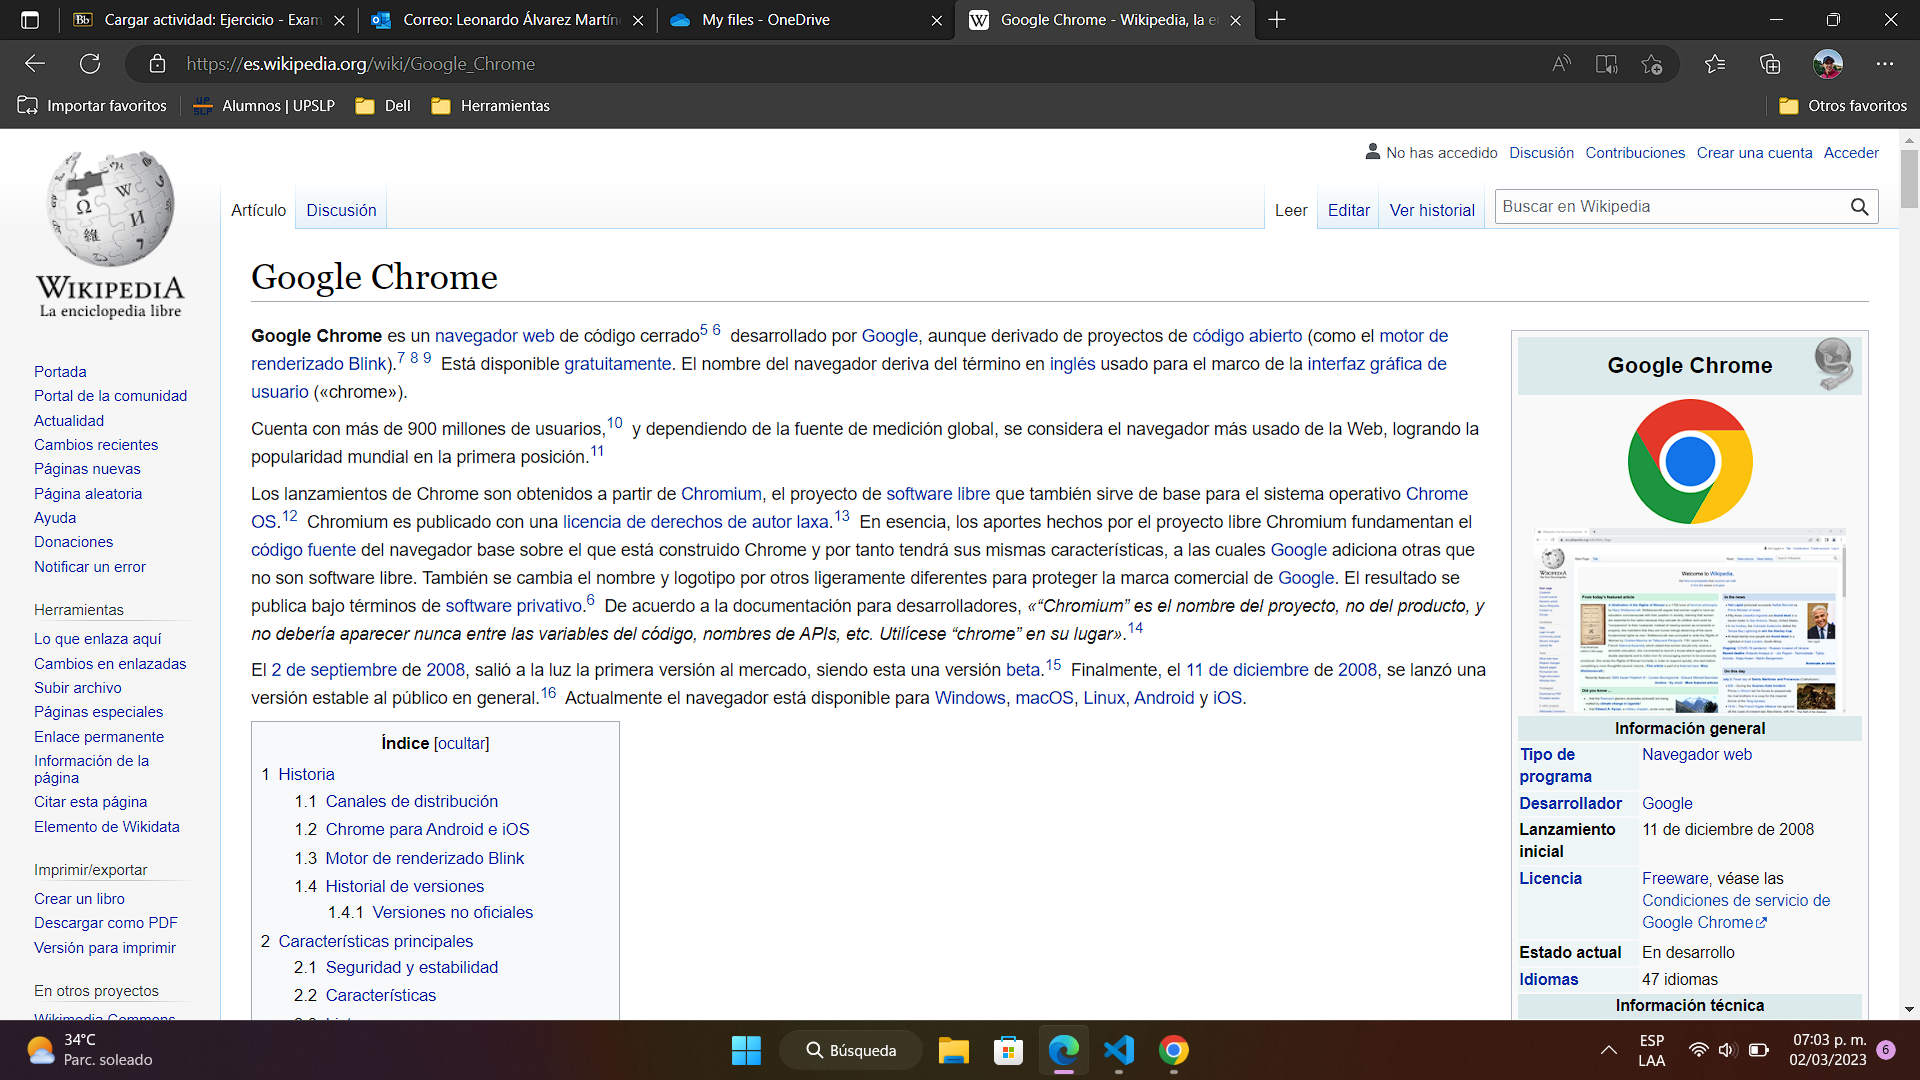 Cargar actividad: Ejercicio - Exam
Correo: Leonardo Álvarez Martín
My files - OneDrive
Google Chrome - Wikipedia, la e
https://es.wikipedia.org/wiki/Google_Chrome
Importar favoritos
Alumnos | UPSLP
Dell
Herramientas
Otros favoritos
WIKIPEDIA
La enciclopedia libre
No has accedido Discusión Contribuciones Crear una cuenta Acceder
Artículo Discusión
Leer Editar Ver historial
Buscar en Wikipedia
Portada
Portal de la comunidad
Actualidad
Cambios recientes
Páginas nuevas
Página aleatoria
Ayuda
Donaciones
Notificar un error
Herramientas
Lo que enlaza aquí
Cambios en enlazadas
Subir archivo
Páginas especiales
Enlace permanente
Información de la
página
Citar esta página
Elemento de Wikidata
Imprimir/exportar
Crear un libro
Descargar como PDF
Versión para imprimir
En otros proyectos
Wikimedia Commons
Google Chrome
Google Chrome es un navegador web de código cerrado5 6 desarrollado por Google, aunque derivado de proyectos de código abierto (como el motor de
renderizado Blink).7 8 9 Está disponible gratuitamente. El nombre del navegador deriva del término en inglés usado para el marco de la interfaz gráfica de
usuario («chrome»).
Cuenta con más de 900 millones de usuarios,10 y dependiendo de la fuente de medición global, se considera el navegador más usado de la Web, logrando la
popularidad mundial en la primera posición.11
Los lanzamientos de Chrome son obtenidos a partir de Chromium, el proyecto de software libre que también sirve de base para el sistema operativo Chrome
OS.12 Chromium es publicado con una licencia de derechos de autor laxa.13 En esencia, los aportes hechos por el proyecto libre Chromium fundamentan el
código fuente del navegador base sobre el que está construido Chrome y por tanto tendrá sus mismas características, a las cuales Google adiciona otras que
no son software libre. También se cambia el nombre y logotipo por otros ligeramente diferentes para proteger la marca comercial de Google. El resultado se
publica bajo términos de software privativo.6 De acuerdo a la documentación para desarrolladores, «“Chromium” es el nombre del proyecto, no del producto, y
no debería aparecer nunca entre las variables del código, nombres de APIs, etc. Utilícese “chrome” en su lugar».14
El 2 de septiembre de 2008, salió a la luz la primera versión al mercado, siendo esta una versión beta.15 Finalmente, el 11 de diciembre de 2008, se lanzó una
versión estable al público en general.16 Actualmente el navegador está disponible para Windows, macOS, Linux, Android y iOS.
Índice [ocultar]
1 Historia
1.1 Canales de distribución
1.2 Chrome para Android e iOS
1.3 Motor de renderizado Blink
1.4 Historial de versiones
1.4.1 Versiones no oficiales
2 Características principales
2.1 Seguridad y estabilidad
2.2 Características
Google Chrome
Información general
Tipo de Navegador web
programa
Desarrollador Google
Lanzamiento 11 de diciembre de 2008
inicial
Licencia Freeware, véase las
Condiciones de servicio de
Google Chrome
Estado actual En desarrollo
Idiomas 47 idiomas
Información técnica
34°C
Parc. soleado
Búsqueda
ESP
LAA
07:03 p. m.
02/03/2023
6